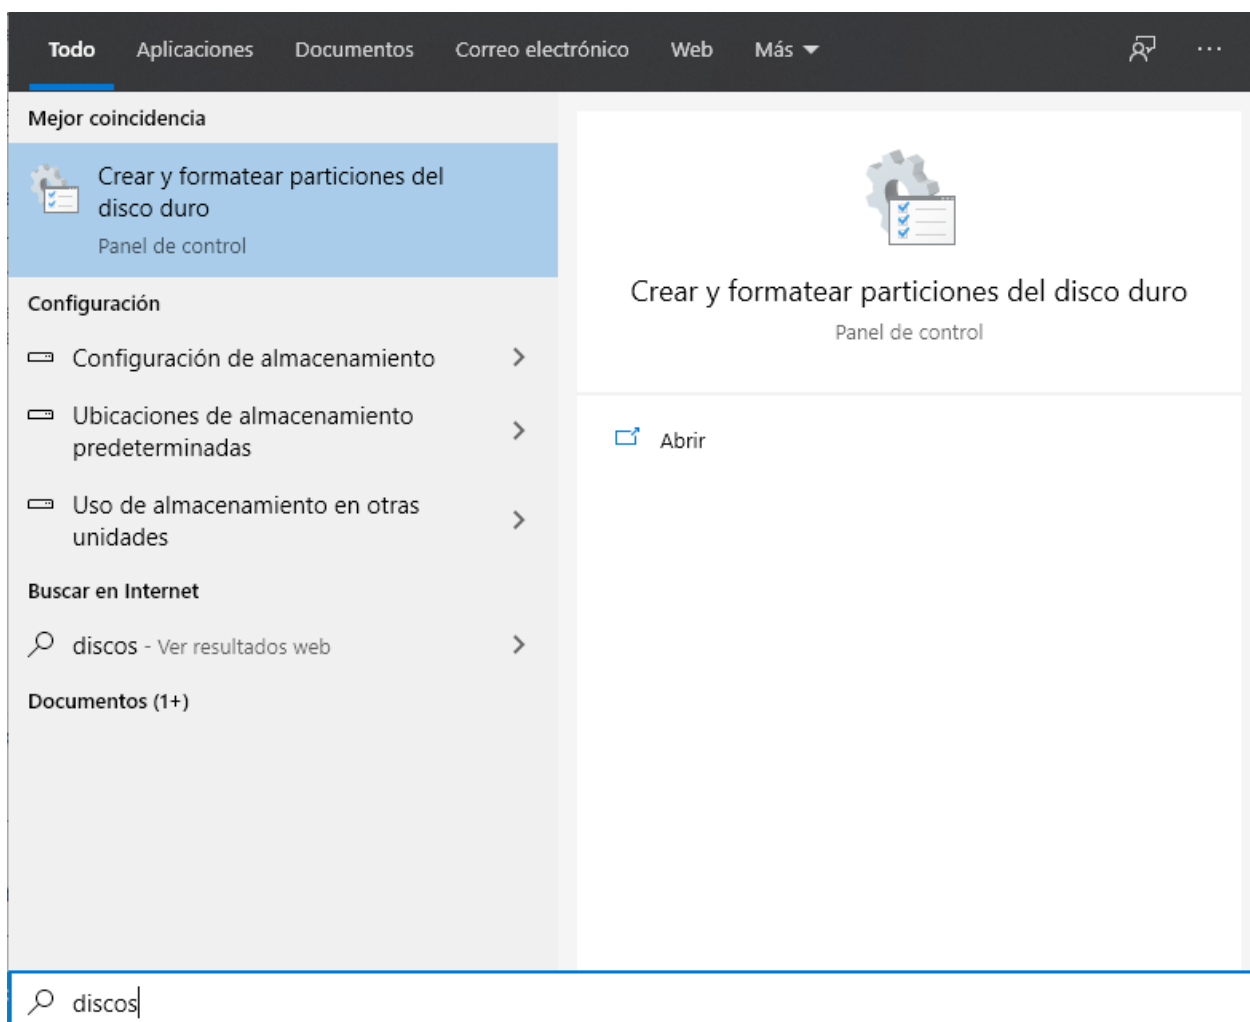 Todo Aplicaciones Documentos Correo electrónico Web Más
Mejor coincidencia
Crear y formatear particiones del
disco duro
Panel de control
Configuración
Configuración de almacenamiento
Ubicaciones de almacenamiento
predeterminadas
Uso de almacenamiento en otras
unidades
Buscar en Internet
discos - Ver resultados web
Documentos (1+)
Crear y formatear particiones del disco duro
Panel de control
Abrir
discos